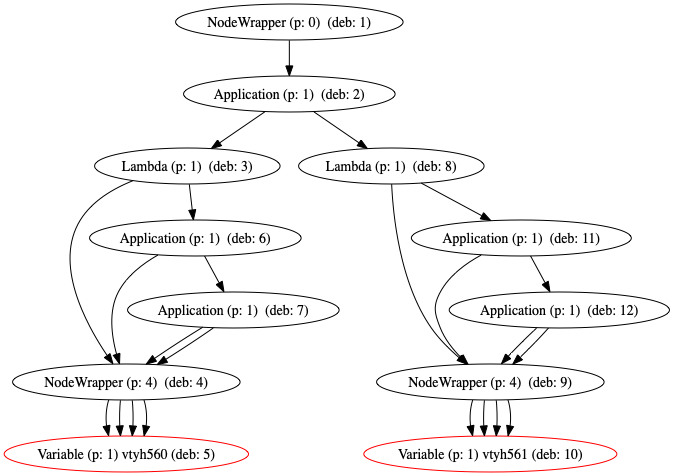 NodeWrapper (p: 0)  (deb: 1)
Application (p: 1)  (deb: 2)
Lambda (p: 1)  (deb: 3)
Lambda (p: 1)  (deb: 8)
Application (p: 1)  (deb: 6)
Application (p: 1)  (deb: 11)
Application (p: 1)  (deb: 7)
Application (p: 1)  (deb: 12)
NodeWrapper (p: 4)  (deb: 4)
NodeWrapper (p: 4)  (deb: 9)
Variable (p: 1) vtyh560 (deb: 5)
Variable (p: 1) vtyh561 (deb: 10)